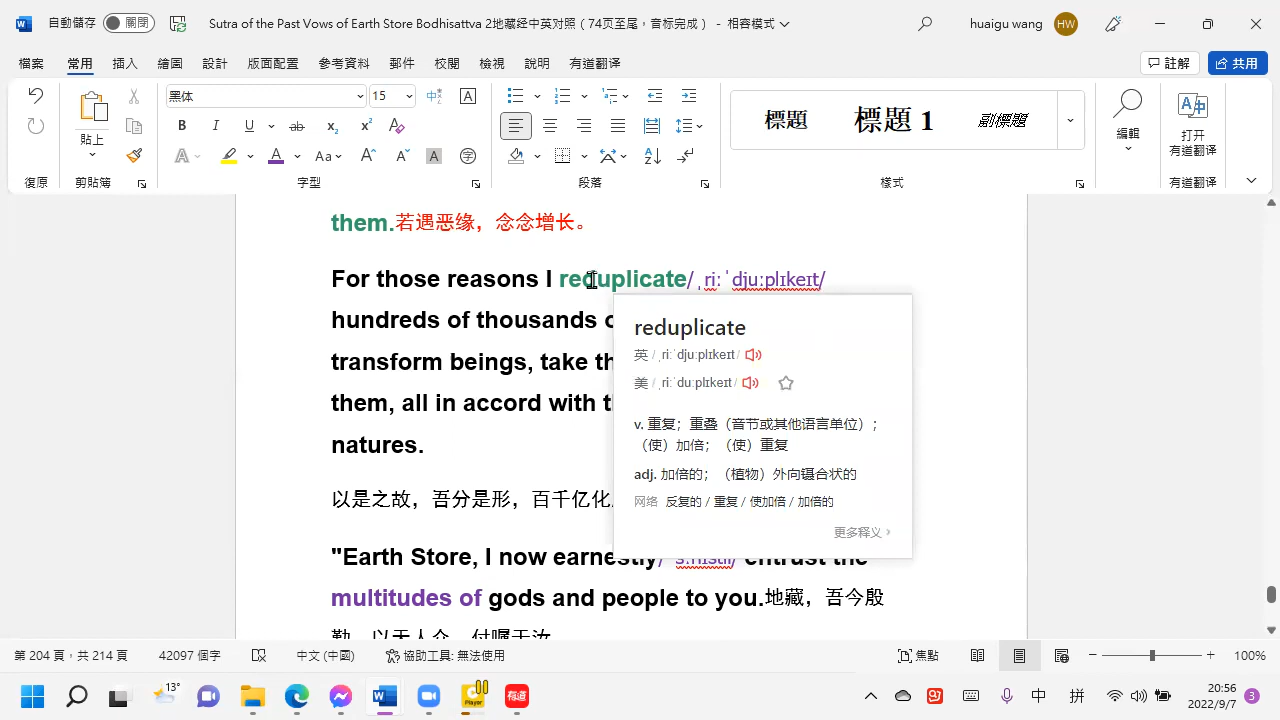 自動儲存 關閉 Sutra of the Past Vows of Earth Store Bodhisattva 2地藏经中英对照（74页至尾，音标完成） - 相容模式 huaigu wang HW
檔案 常用 插入 繪圖 設計 版面配置 參考資料 郵件 校閱 檢視 說明 有道翻译 註解 共用
黑体 15
標題 標題 1 副標題
貼上 編輯 打开
有道翻译
復原 剪貼簿 字型 段落 樣式 有道翻译
them.若遇恶缘，念念增长。
For those reasons I reduplicate/ˌriːˈdjuːplɪkeɪt/
hundreds of thousands
transform beings, take
them, all in accord with
natures.
以是之故，吾分是形，百千亿化
reduplicate
英 /ˌriːˈdjuːplɪkeɪt/
美 /ˌriːˈduːplɪkeɪt/
v. 重复；重叠（音节或其他语言单位）；
（使）加倍；（使）重复
adj. 加倍的；（植物）外向镊合状的
网络 反复的 / 重复 / 使加倍 / 加倍的
更多释义 ›
"Earth Store, I now earnestly entrust the
multitudes of gods and people to you.地藏，吾今殷
勤，以天人众，付嘱于汝
第 204 頁，共 214 頁 42097 個字 中文 (中國) 協助工具: 無法使用 焦點 100%
13° Player 有道 中 拼 20:56
2022/9/7 3